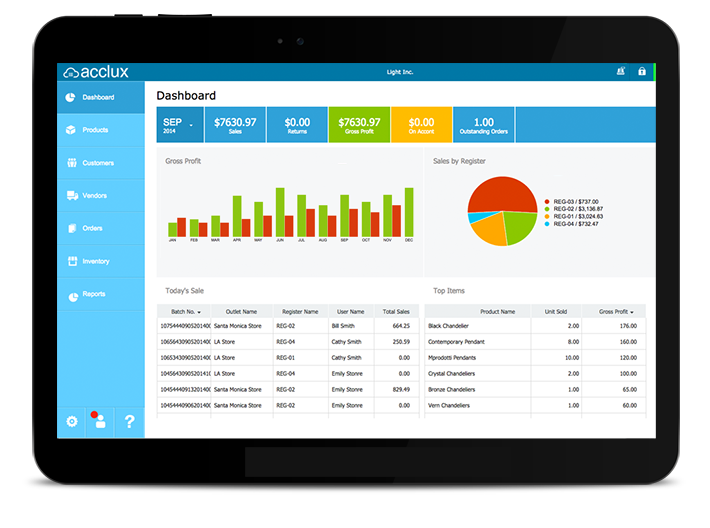 acclux
Light Inc.
Dashboard
Products
Customers
Vendors
Orders
Inventory
Reports
?
Dashboard
SEP
2014
$7630.97
Sales
$0.00
Returns
$7630.97
Gross Profit
$0.00
On Accont
1.00
Outstanding Orders
Gross Profit
JAN FEB MAR APR MAY JUN JUL AUG SEP OCT NOV DEC
Sales by Register
REG-03 / $737.00
REG-02 / $3,136.87
REG-01 / $3,024.63
REG-04 / $732.47
Today's Sale
Batch No. Outlet Name Register Name User Name Total Sales
10754440905201400 Santa Monica Store REG-02 Bill Smith 664.25
10656430905201400 LA Store REG-04 Cathy Smith 250.59
10653430905201400 LA Store REG-01 Cathy Smith 0.00
10456430905201410 LA Store REG-04 Emily Stonre 0.00
10454440913201400 Santa Monica Store REG-02 Emily Stonre 829.49
10454440906201400 Santa Monica Store REG-02 Emily Stonre 0.00
Top Items
Product Name Unit Sold Gross Profit
Black Chandelier 2.00 176.00
Contemporary Pendant 8.00 160.00
Mprodotti Pendants 10.00 120.00
Crystal Chandeliers 2.00 100.00
Bronze Chandeliers 1.00 65.00
Vern Chandeliers 1.00 60.00